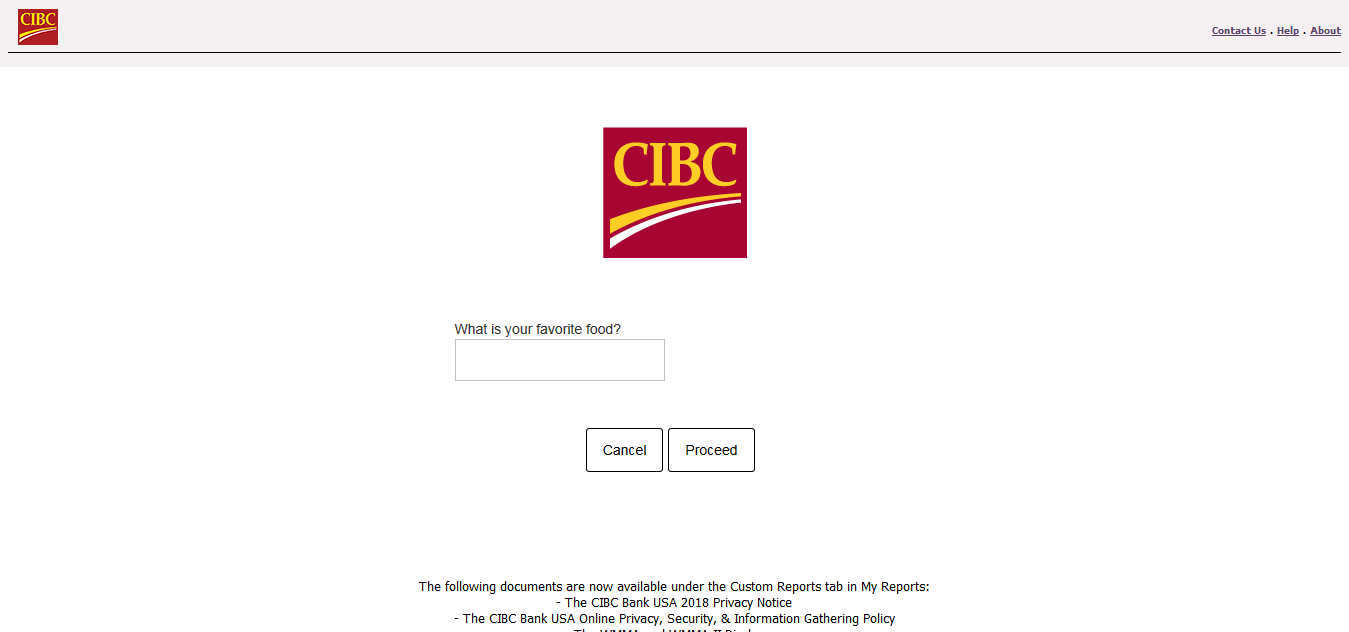 CIBC
Contact Us . Help . About
CIBC
What is your favorite food?
Cancel Proceed
The following documents are now available under the Custom Reports tab in My Reports:
- The CIBC Bank USA 2018 Privacy Notice
- The CIBC Bank USA Online Privacy, Security, & Information Gathering Policy